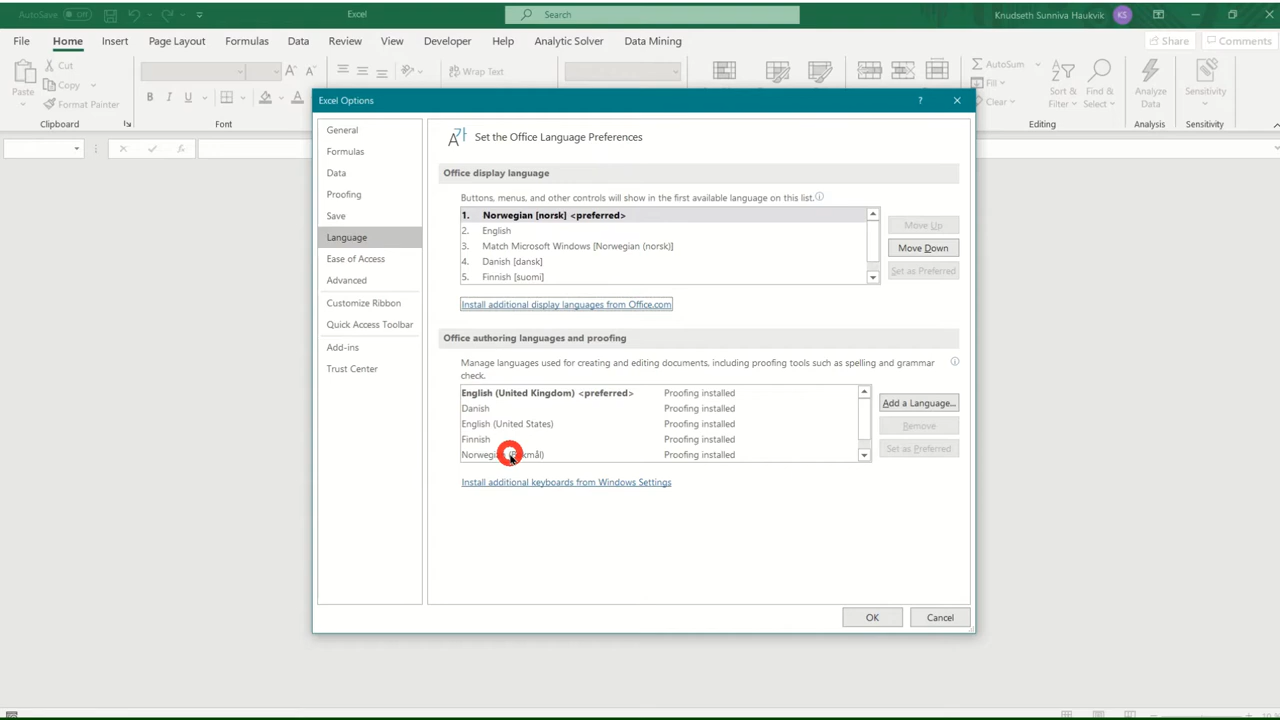 AutoSave Off Excel Search Knudseth Sunniva Haukvik KS
File Home Insert Page Layout Formulas Data Review View Developer Help Analytic Solver Data Mining Share Comments
Paste Cut Copy Format Painter
Clipboard
B I U A
Font
Wrap Text
AutoSum Fill Clear
Sort & Filter Find & Select
Editing
Analyze Data
Analysis
Sensitivity
Sensitivity
fx
Excel Options ?
General
Formulas
Data
Proofing
Save
Language
Ease of Access
Advanced
Customize Ribbon
Quick Access Toolbar
Add-ins
Trust Center
Set the Office Language Preferences
Office display language
Buttons, menus, and other controls will show in the first available language on this list.
1. Norwegian [norsk] <preferred>
2. English
3. Match Microsoft Windows [Norwegian (norsk)]
4. Danish [dansk]
5. Finnish [suomi]
Move Up
Move Down
Set as Preferred
Install additional display languages from Office.com
Office authoring languages and proofing
Manage languages used for creating and editing documents, including proofing tools such as spelling and grammar
check.
English (United Kingdom) <preferred> Proofing installed
Danish Proofing installed
English (United States) Proofing installed
Finnish Proofing installed
Norwegian (Bokmål) Proofing installed
Add a Language...
Remove
Set as Preferred
Install additional keyboards from Windows Settings
OK Cancel